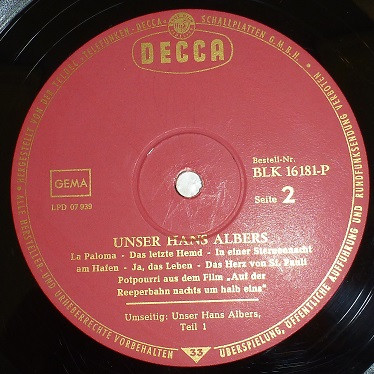 HERGESTELLT VON DER TELDEC »TELEFUNKEN-DECCA« SCHALLPLATTEN G.M.B.H.
DECCA
Bestell-Nr.
BLK 16181-P
GEMA
LPD 07 939
Seite 2
UNSER HANS ALBERS
La Paloma - Das letzte Hemd - In einer Sternennacht
am Hafen - Ja, das Leben - Das Herz von St. Pauli
Potpourri aus dem Film „Auf der
Reeperbahn nachts um halb eins“
Umseitig: Unser Hans Albers,
Teil 1
33
UND URHEBERRECHTE VORBEHALTEN
ÜBERSPIELUNG, ÖFFENTLICHE AUFFÜHRUNG UND RUNDFUNKSENDUNG VERBOTEN